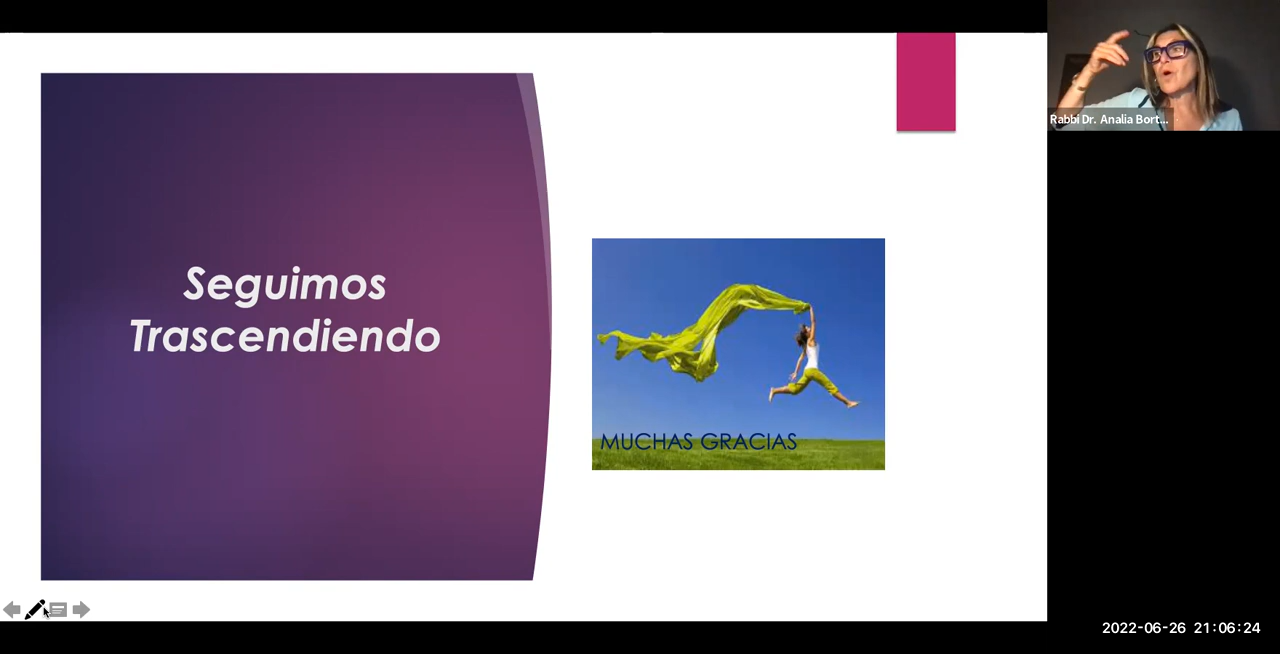 Seguimos
Trascendiendo
MUCHAS GRACIAS
Rabbi Dr. Analia Bort...
2022-06-26 21:06:24